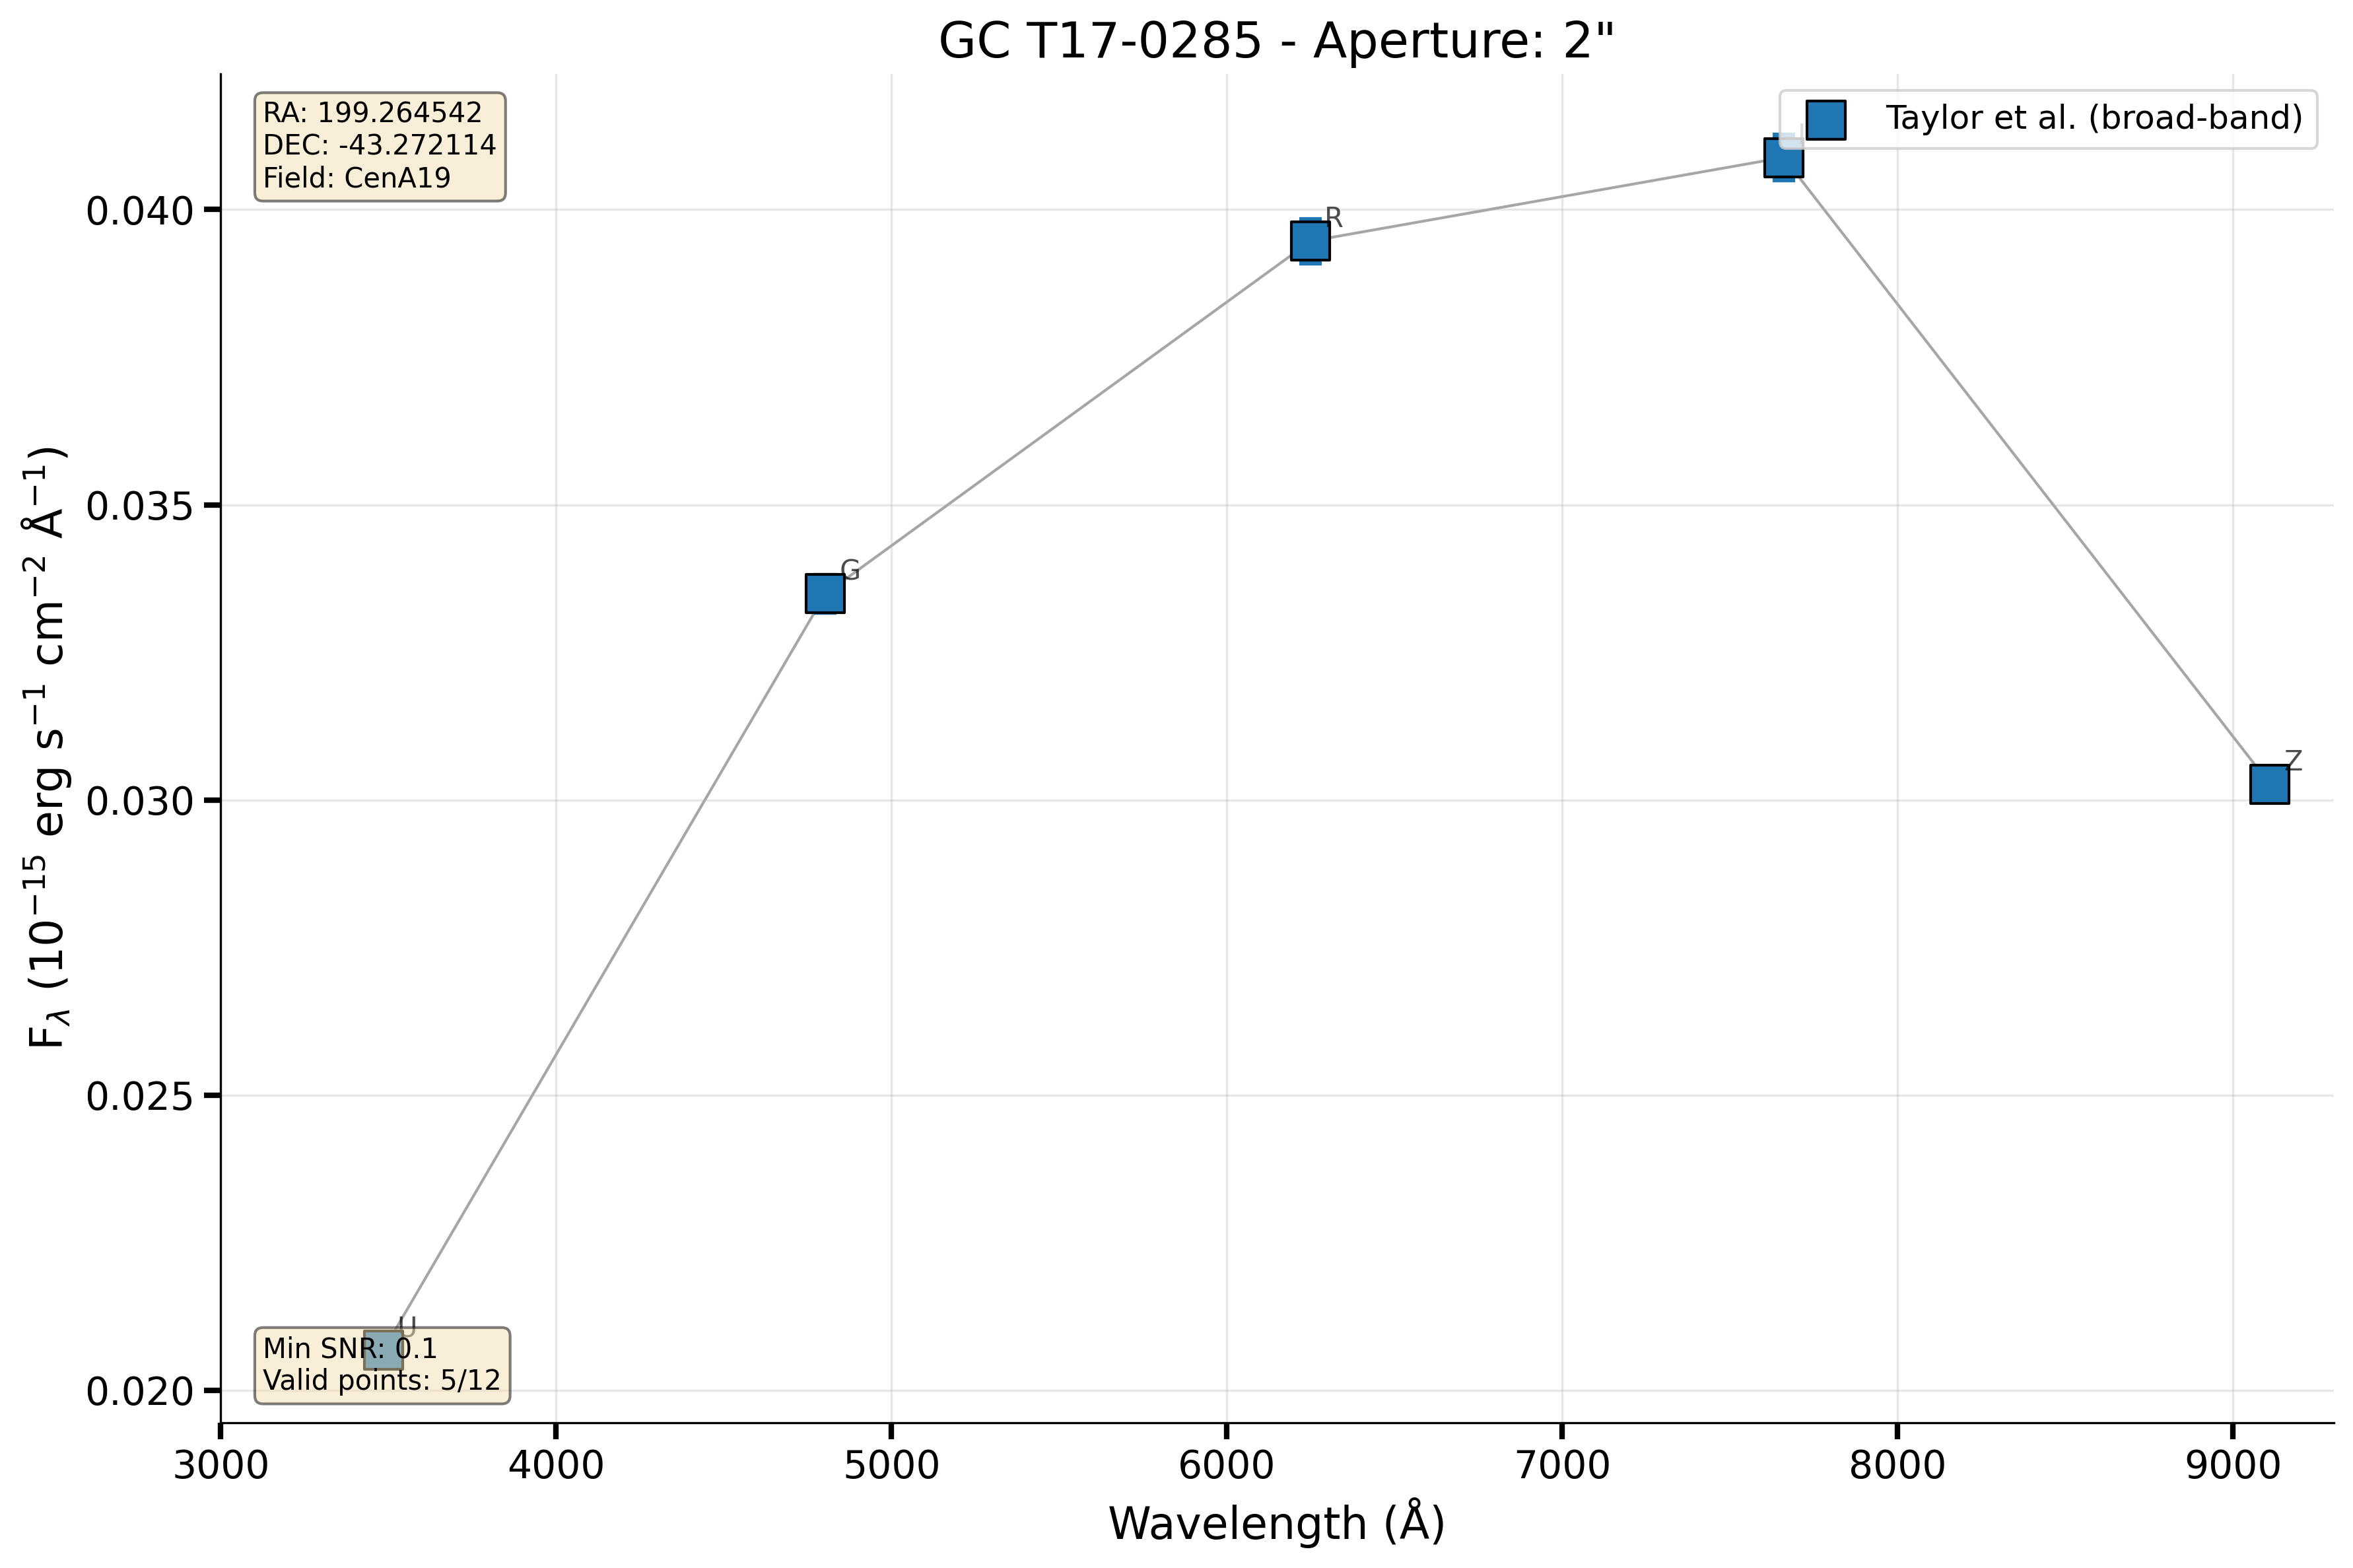 GC T17-0285 - Aperture: 2"
RA: 199.264542
DEC: -43.272114
Field: CenA19
Taylor et al. (broad-band)
F_λ (10⁻¹⁵ erg s⁻¹ cm⁻² Å⁻¹)
0.040
0.035
0.030
0.025
0.020
R
G
Z
U
Min SNR: 0.1
Valid points: 5/12
3000 4000 5000 6000 7000 8000 9000
Wavelength (Å)